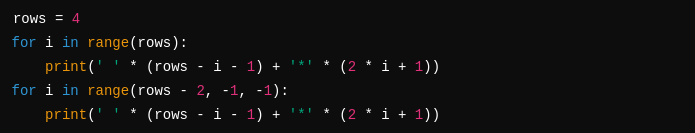 rows = 4
for i in range(rows):
    print(' ' * (rows - i - 1) + '*' * (2 * i + 1))
for i in range(rows - 2, -1, -1):
    print(' ' * (rows - i - 1) + '*' * (2 * i + 1))